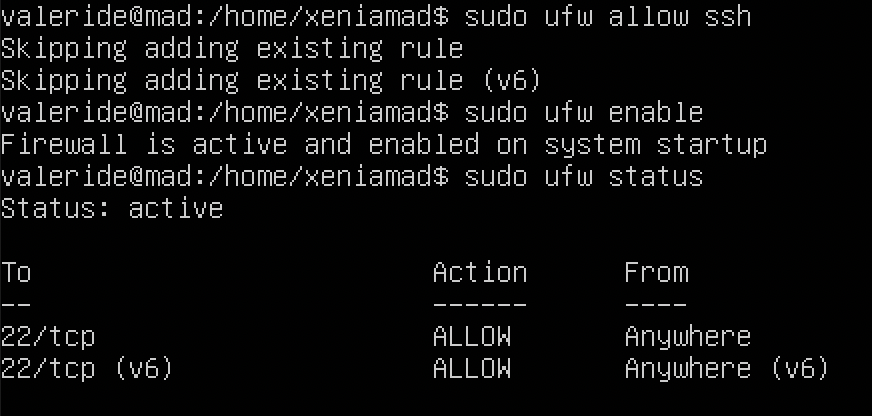 valeride@mad:/home/xeniamad$ sudo ufw allow ssh
Skipping adding existing rule
Skipping adding existing rule (v6)
valeride@mad:/home/xeniamad$ sudo ufw enable
Firewall is active and enabled on system startup
valeride@mad:/home/xeniamad$ sudo ufw status
Status: active
To Action From
-- ------ ----
22/tcp ALLOW Anywhere
22/tcp (v6) ALLOW Anywhere (v6)